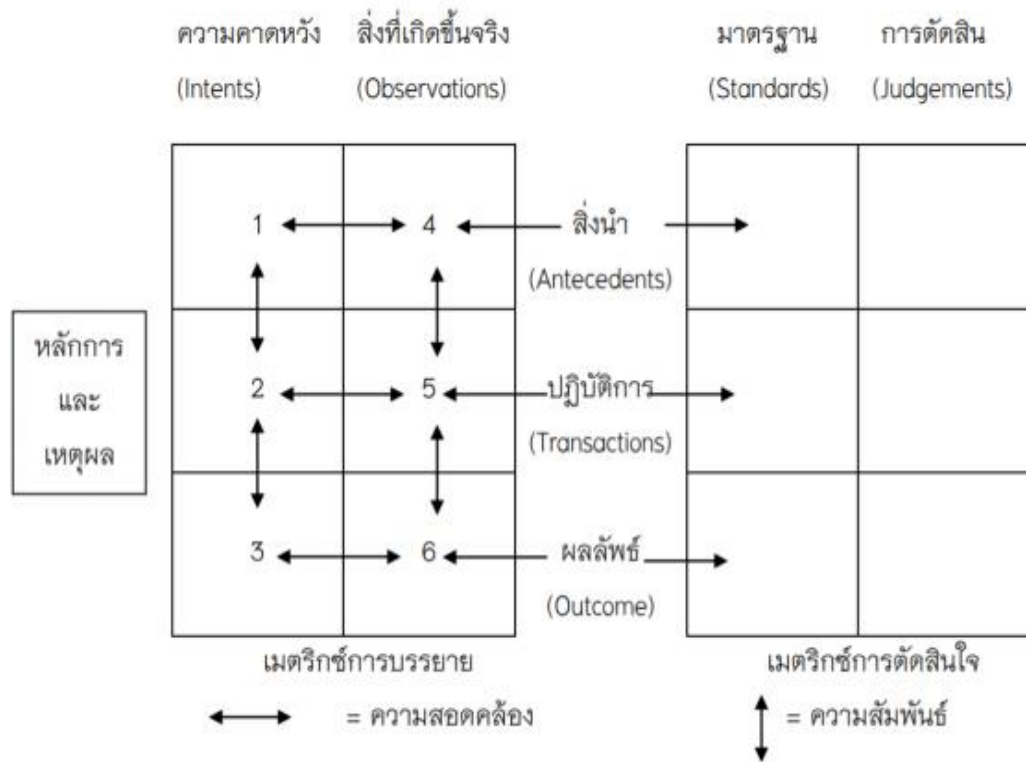 ความคาดหวัง สิ่งที่เกิดขึ้นจริง มาตรฐาน การตัดสิน
(Intents) (Observations) (Standards) (Judgements)
1 4 สิ่งนำ
(Antecedents)
หลักการ
และ
เหตุผล
2 5 ปฏิบัติการ
(Transactions)
3 6 ผลลัพธ์
(Outcome)
เมตริกซ์การบรรยาย เมตริกซ์การตัดสินใจ
= ความสอดคล้อง = ความสัมพันธ์